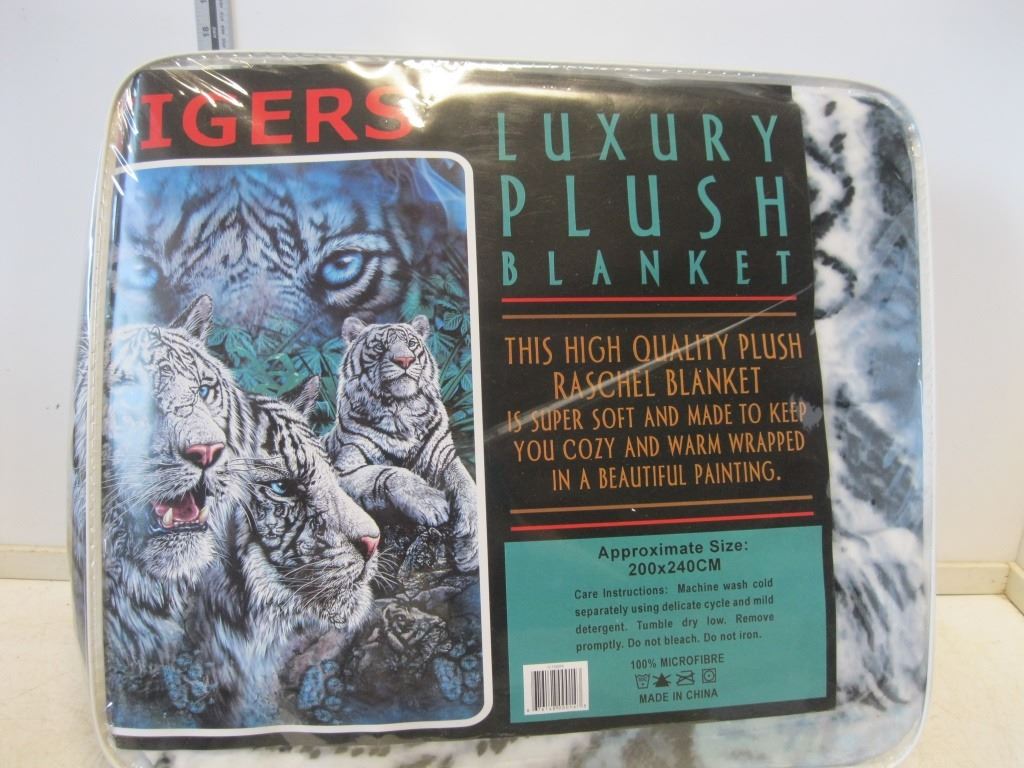 IGERS
LUXURY
PLUSH
BLANKET
THIS HIGH QUALITY PLUSH
RASCHEL BLANKET
IS SUPER SOFT AND MADE TO KEEP
YOU COZY AND WARM WRAPPED
IN A BEAUTIFUL PAINTING.
Approximate Size:
200x240CM
Care Instructions: Machine wash cold
separately using delicate cycle and mild
detergent. Tumble dry low. Remove
promptly. Do not bleach. Do not iron.
100% MICROFIBRE
MADE IN CHINA
18